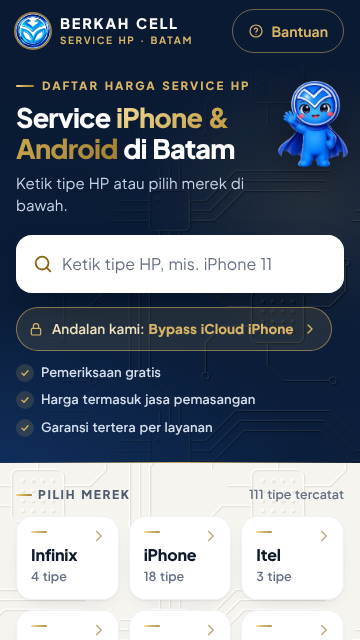 BERKAH CELL
SERVICE HP · BATAM
Bantuan
DAFTAR HARGA SERVICE HP
Service iPhone &
Android di Batam
Ketik tipe HP atau pilih merek di
bawah.
Ketik tipe HP, mis. iPhone 11
Andalan kami: Bypass iCloud iPhone
Pemeriksaan gratis
Harga termasuk jasa pemasangan
Garansi tertera per layanan
PILIH MEREK
111 tipe tercatat
Infinix
4 tipe
iPhone
18 tipe
Itel
3 tipe